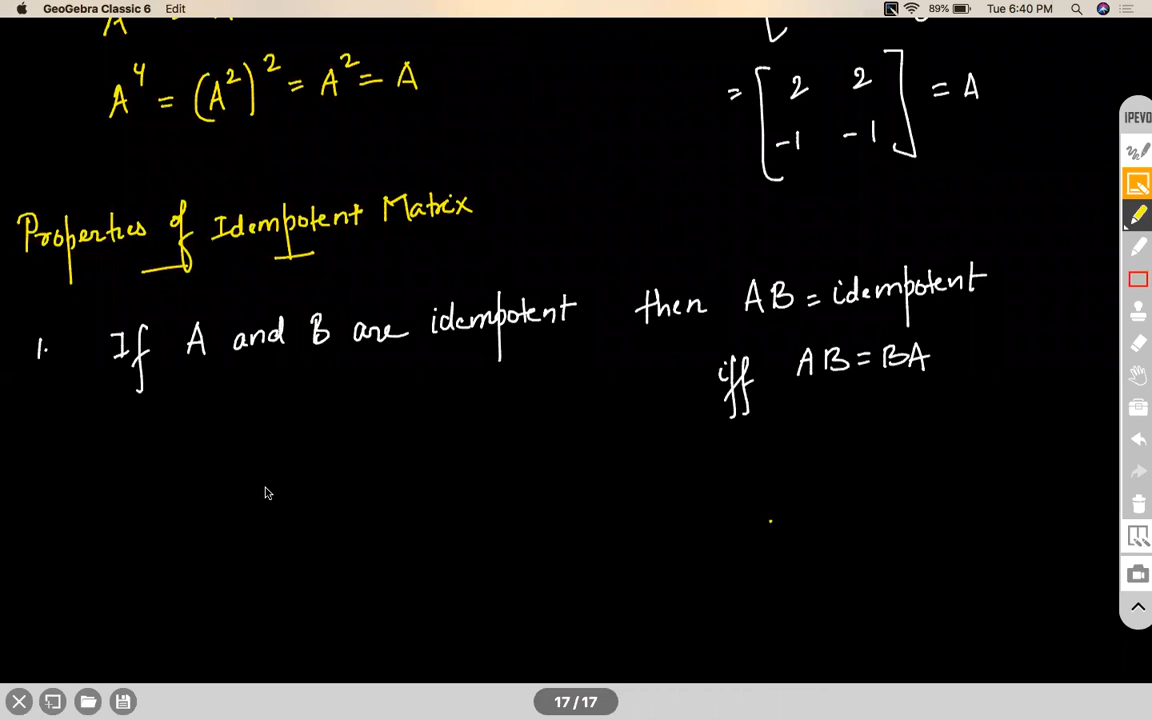 GeoGebra Classic 6 Edit 89% Tue 6:40 PM
A
A⁴ = (A²)² = A² = A
= [2 2
-1 -1] = A
IPEVO
Properties of Idempotent Matrix
1. If A and B are idempotent then AB = idempotent
iff AB = BA
17/17